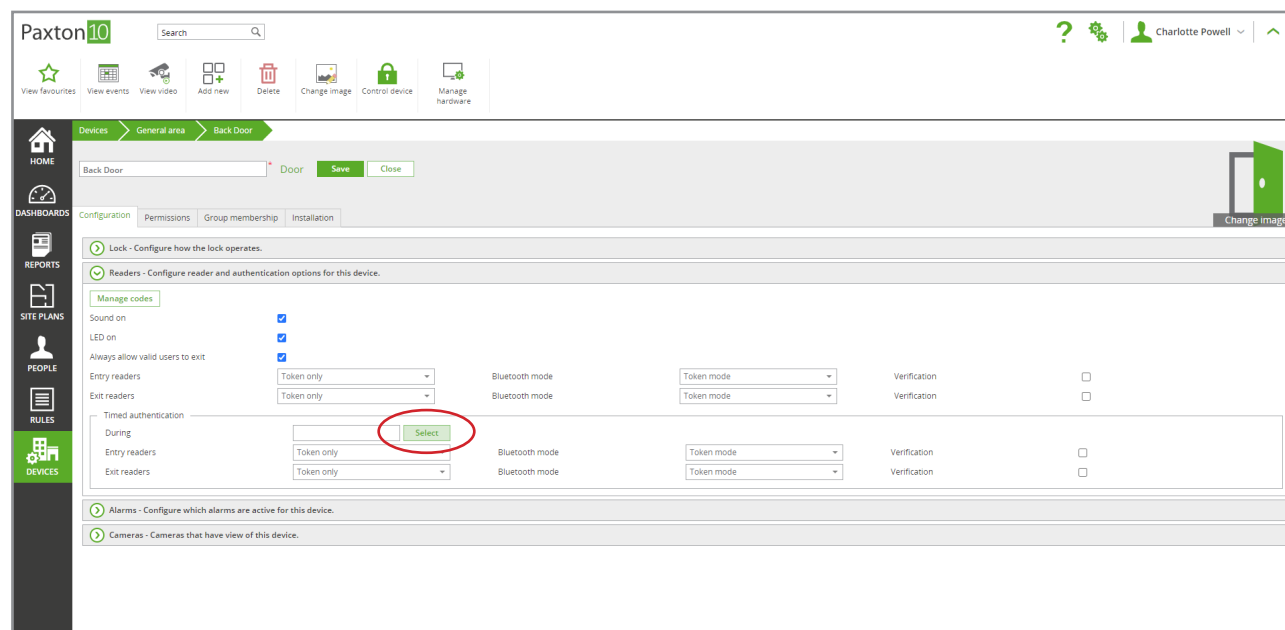 Paxton10
Search
?
Charlotte Powell
View favourites
View events
View video
Add new
Delete
Change image
Control device
Manage
hardware
HOME
DASHBOARDS
REPORTS
SITE PLANS
PEOPLE
RULES
DEVICES
Devices
General area
Back Door
Back Door
*
Door
Save
Close
Change image
Configuration
Permissions
Group membership
Installation
Lock - Configure how the lock operates.
Readers - Configure reader and authentication options for this device.
Manage codes
Sound on
LED on
Always allow valid users to exit
Entry readers
Token only
Bluetooth mode
Token mode
Verification
Exit readers
Token only
Bluetooth mode
Token mode
Verification
Timed authentication
During
Select
Entry readers
Token only
Bluetooth mode
Token mode
Verification
Exit readers
Token only
Bluetooth mode
Token mode
Verification
Alarms - Configure which alarms are active for this device.
Cameras - Cameras that have view of this device.